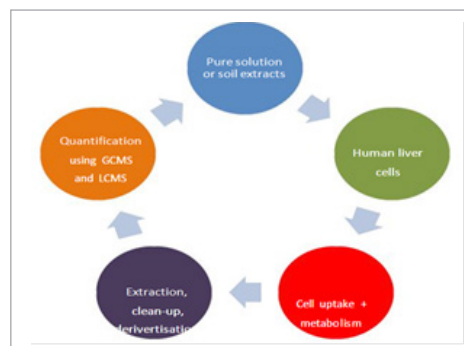 Pure solution
or soil extracts
Human liver
cells
Cell uptake +
metabolism
Extraction,
clean-up,
derivertisation
Quantification
using GCMS
and LCMS